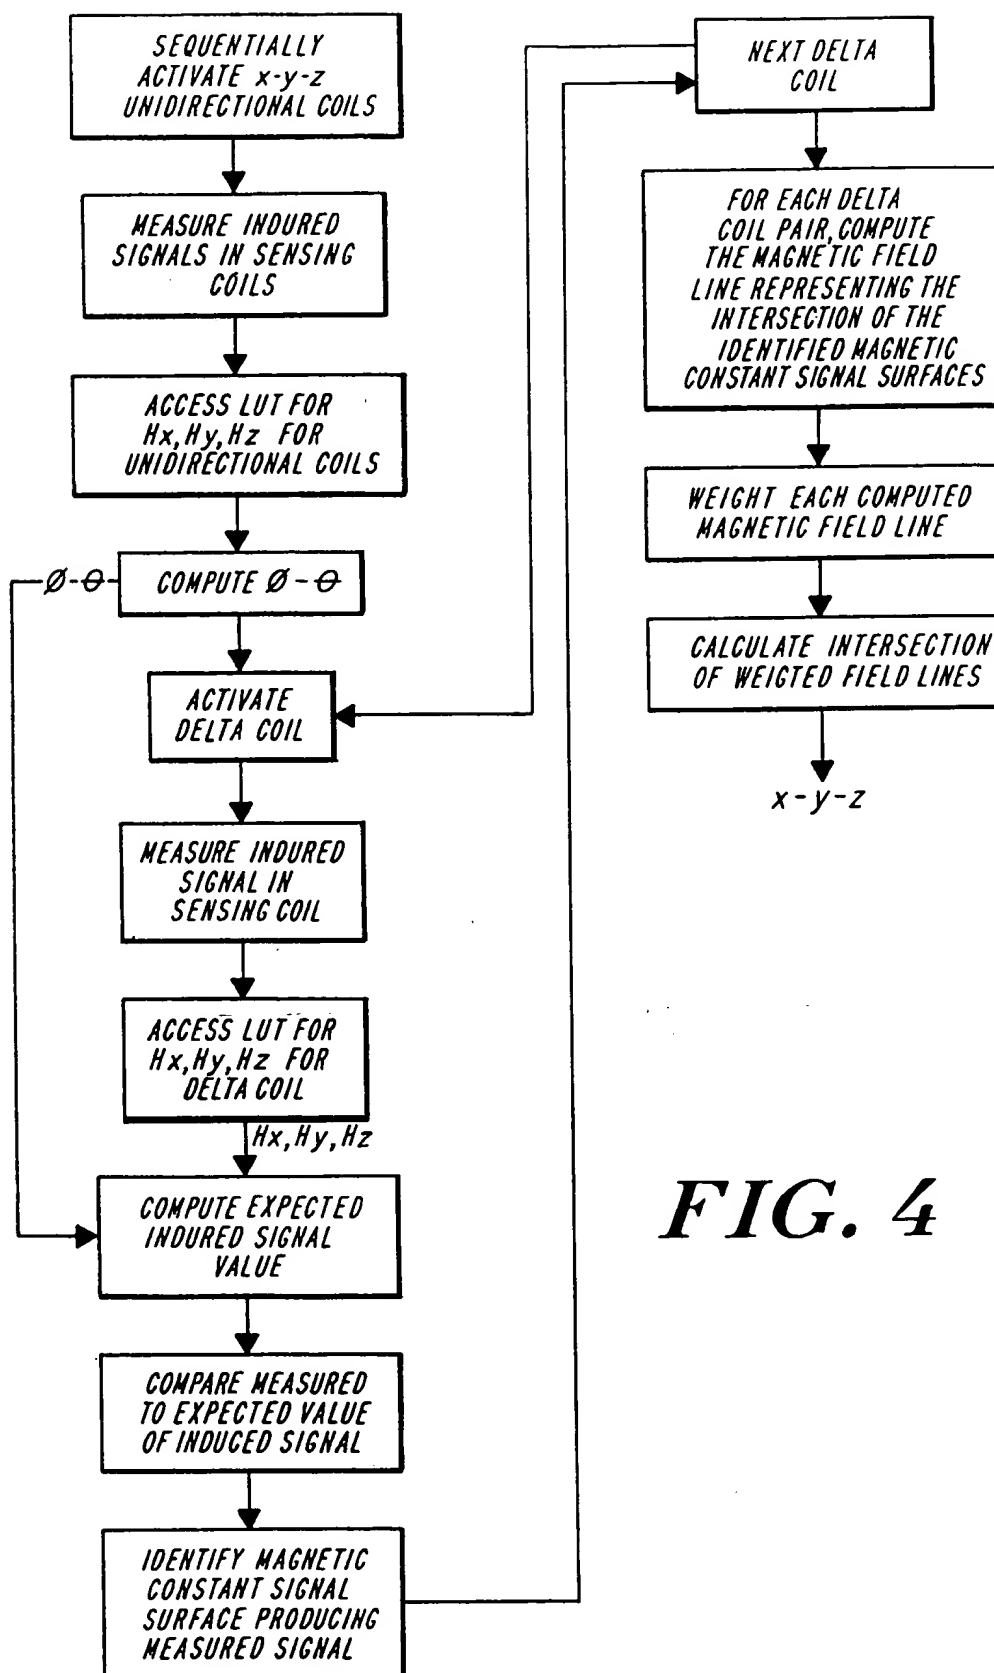 SEQUENTIALLY
ACTIVATE x-y-z
UNIDIRECTIONAL COILS
MEASURE INDURED
SIGNALS IN SENSING
COILS
ACCESS LUT FOR
Hx, Hy, Hz FOR
UNIDIRECTIONAL COILS
COMPUTE Ø-Θ
Ø-Θ
ACTIVATE
DELTA COIL
MEASURE INDURED
SIGNAL IN
SENSING COIL
ACCESS LUT FOR
Hx, Hy, Hz FOR
DELTA COIL
Hx, Hy, Hz
COMPUTE EXPECTED
INDURED SIGNAL
VALUE
COMPARE MEASURED
TO EXPECTED VALUE
OF INDUCED SIGNAL
IDENTIFY MAGNETIC
CONSTANT SIGNAL
SURFACE PRODUCING
MEASURED SIGNAL
NEXT DELTA
COIL
FOR EACH DELTA
COIL PAIR, COMPUTE
THE MAGNETIC FIELD
LINE REPRESENTING THE
INTERSECTION OF THE
IDENTIFIED MAGNETIC
CONSTANT SIGNAL SURFACES
WEIGHT EACH COMPUTED
MAGNETIC FIELD LINE
CALCULATE INTERSECTION
OF WEIGTED FIELD LINES
x-y-z
FIG. 4